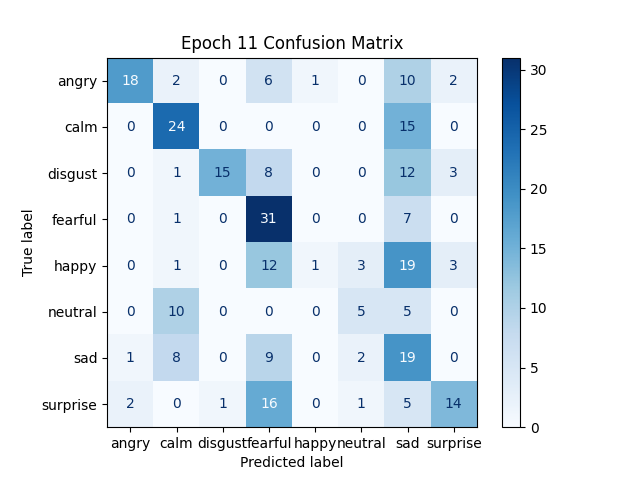 Epoch 11 Confusion Matrix
angry 18 2 0 6 1 0 10 2
calm 0 24 0 0 0 0 15 0
disgust 0 1 15 8 0 0 12 3
fearful 0 1 0 31 0 0 7 0
happy 0 1 0 12 1 3 19 3
neutral 0 10 0 0 0 5 5 0
sad 1 8 0 9 0 2 19 0
surprise 2 0 1 16 0 1 5 14
angry calm disgust fearful happy neutral sad surprise
Predicted label
True label
30
25
20
15
10
5
0